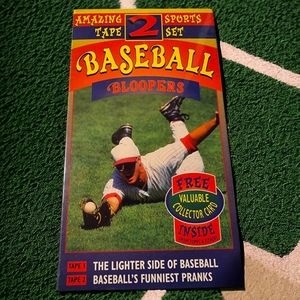 AMAZING 2 SPORTS
TAPE SET
BASEBALL
BLOOPERS
FREE
VALUABLE
COLLECTOR CARD
INSIDE
TAPE 1 THE LIGHTER SIDE OF BASEBALL
TAPE 2 BASEBALL'S FUNNIEST PRANKS